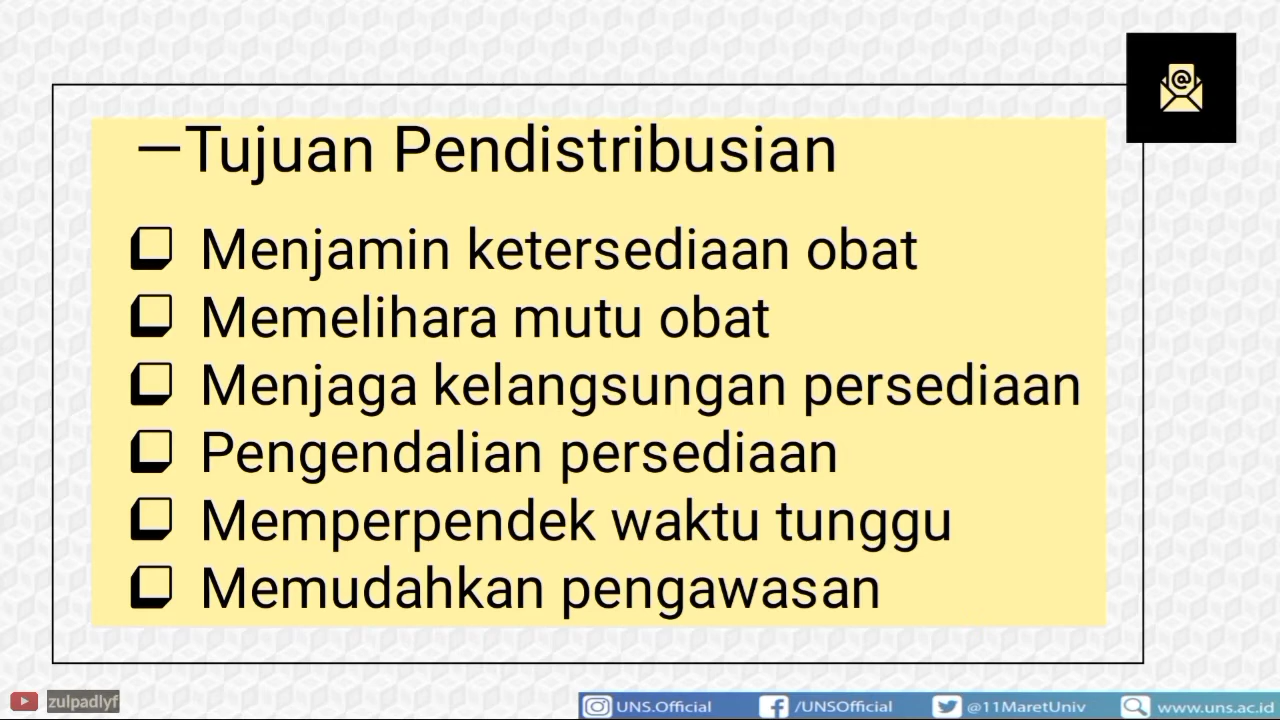 —Tujuan Pendistribusian
❑ Menjamin ketersediaan obat
❑ Memelihara mutu obat
❑ Menjaga kelangsungan persediaan
❑ Pengendalian persediaan
❑ Memperpendek waktu tunggu
❑ Memudahkan pengawasan
zulpadlyf
UNS.Official /UNSOfficial @11MaretUniv www.uns.ac.id